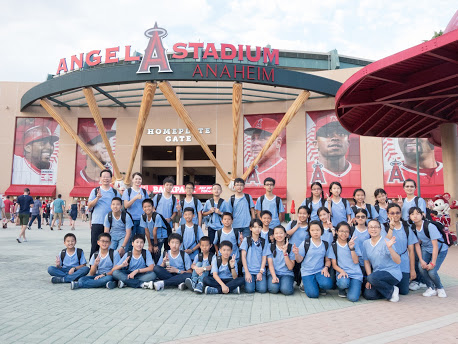 ANGEL STADIUM
ANAHEIM
HOMEPLATE
GATE